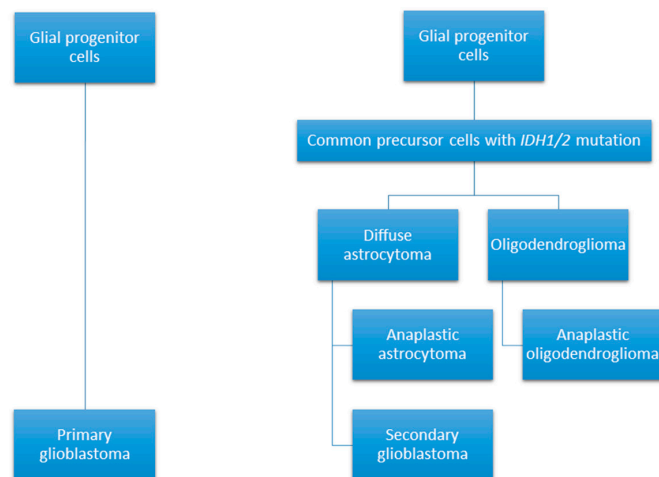 Glial progenitor
cells
Primary
glioblastoma
Glial progenitor
cells
Common precursor cells with IDH1/2 mutation
Diffuse
astrocytoma
Oligodendroglioma
Anaplastic
astrocytoma
Anaplastic
oligodendroglioma
Secondary
glioblastoma